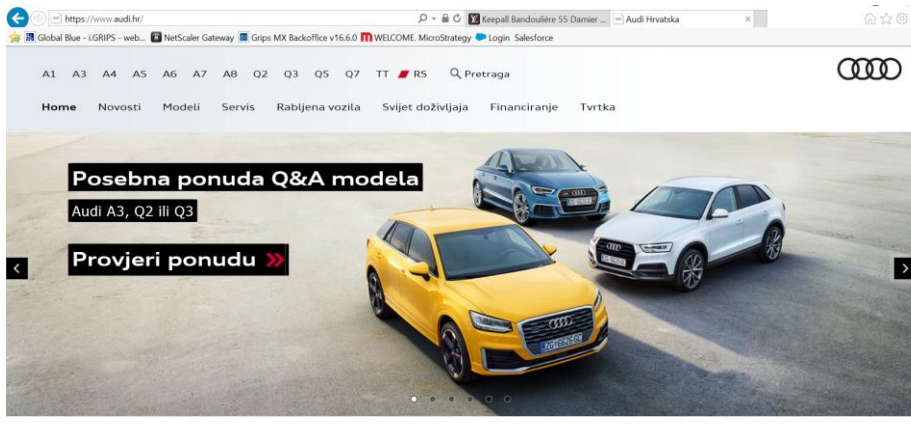 https://www.audi.hr/
Keepall Bandoulière 55 Damier ...
Audi Hrvatska
Global Blue - i.GRIPS - web...
NetScaler Gateway
Grips MX Backoffice v16.6.0
WELCOME. MicroStrategy
Login Salesforce
A1 A3 A4 A5 A6 A7 A8 Q2 Q3 Q5 Q7 TT RS Pretraga
Home Novosti Modeli Servis Rabljena vozila Svijet doživljaja Financiranje Tvrtka
Posebna ponuda Q&A modela
Audi A3, Q2 ili Q3
Provjeri ponudu